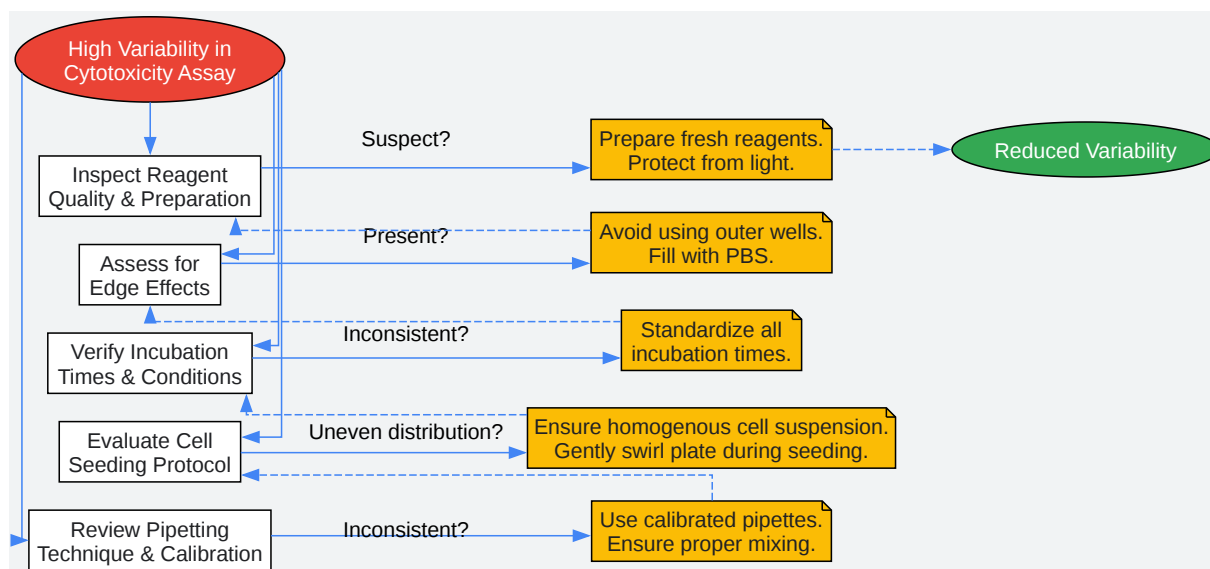 High Variability in
Cytotoxicity Assay
Suspect?
Prepare fresh reagents.
Protect from light.
Reduced Variability
Inspect Reagent
Quality & Preparation
Present?
Avoid using outer wells.
Fill with PBS.
Assess for
Edge Effects
Inconsistent?
Standardize all
incubation times.
Verify Incubation
Times & Conditions
Uneven distribution?
Ensure homogenous cell suspension.
Gently swirl plate during seeding.
Evaluate Cell
Seeding Protocol
Inconsistent?
Use calibrated pipettes.
Ensure proper mixing.
Review Pipetting
Technique & Calibration